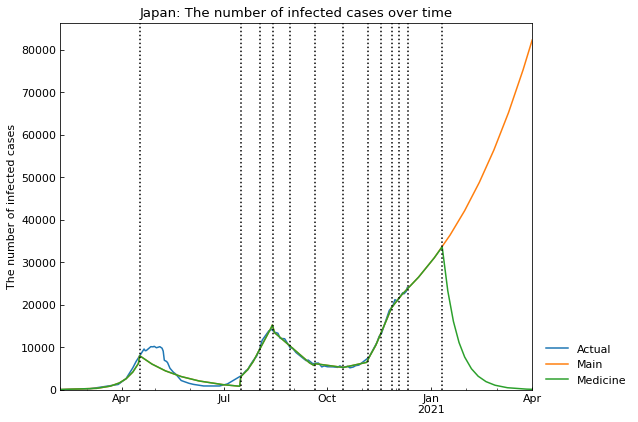 Japan: The number of infected cases over time
The number of infected cases
80000
70000
60000
50000
40000
30000
20000
10000
0
Apr
Jul
Oct
Jan
2021
Apr
Actual
Main
Medicine